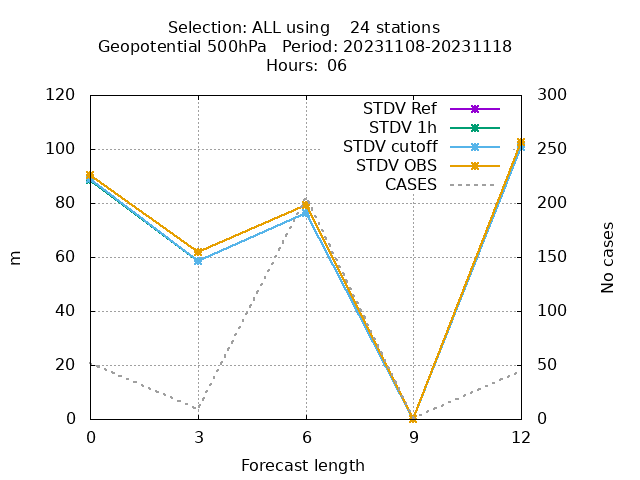 Selection: ALL using    24 stations
Geopotential 500hPa   Period: 20231108-20231118
Hours:  06
120 300
STDV Ref
STDV 1h
100 250
STDV cutoff
STDV OBS
CASES
80 200
60 150
m
No cases
40 100
20 50
0 0
0 3 6 9 12
Forecast length